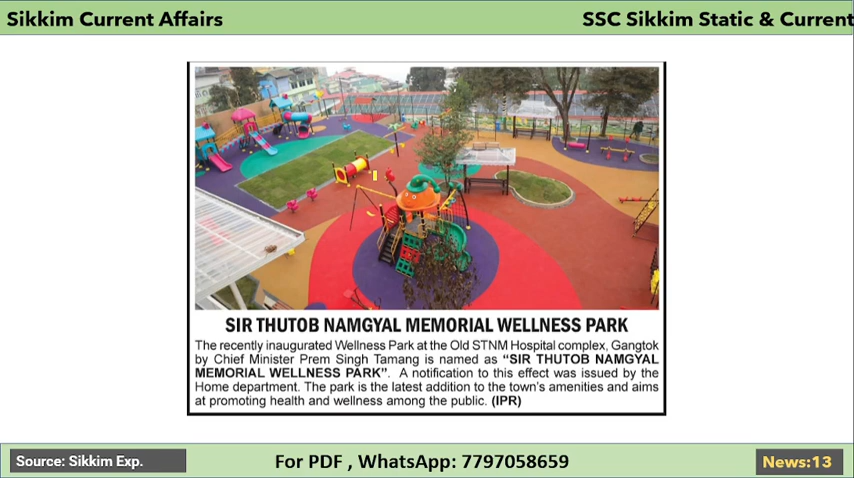 Sikkim Current Affairs
SSC Sikkim Static & Current
SIR THUTOB NAMGYAL MEMORIAL WELLNESS PARK
The recently inaugurated Wellness Park at the Old STNM Hospital complex, Gangtok
by Chief Minister Prem Singh Tamang is named as “SIR THUTOB NAMGYAL
MEMORIAL WELLNESS PARK”. A notification to this effect was issued by the
Home department. The park is the latest addition to the town's amenities and aims
at promoting health and wellness among the public. (IPR)
Source: Sikkim Exp.
For PDF , WhatsApp: 7797058659
News:13